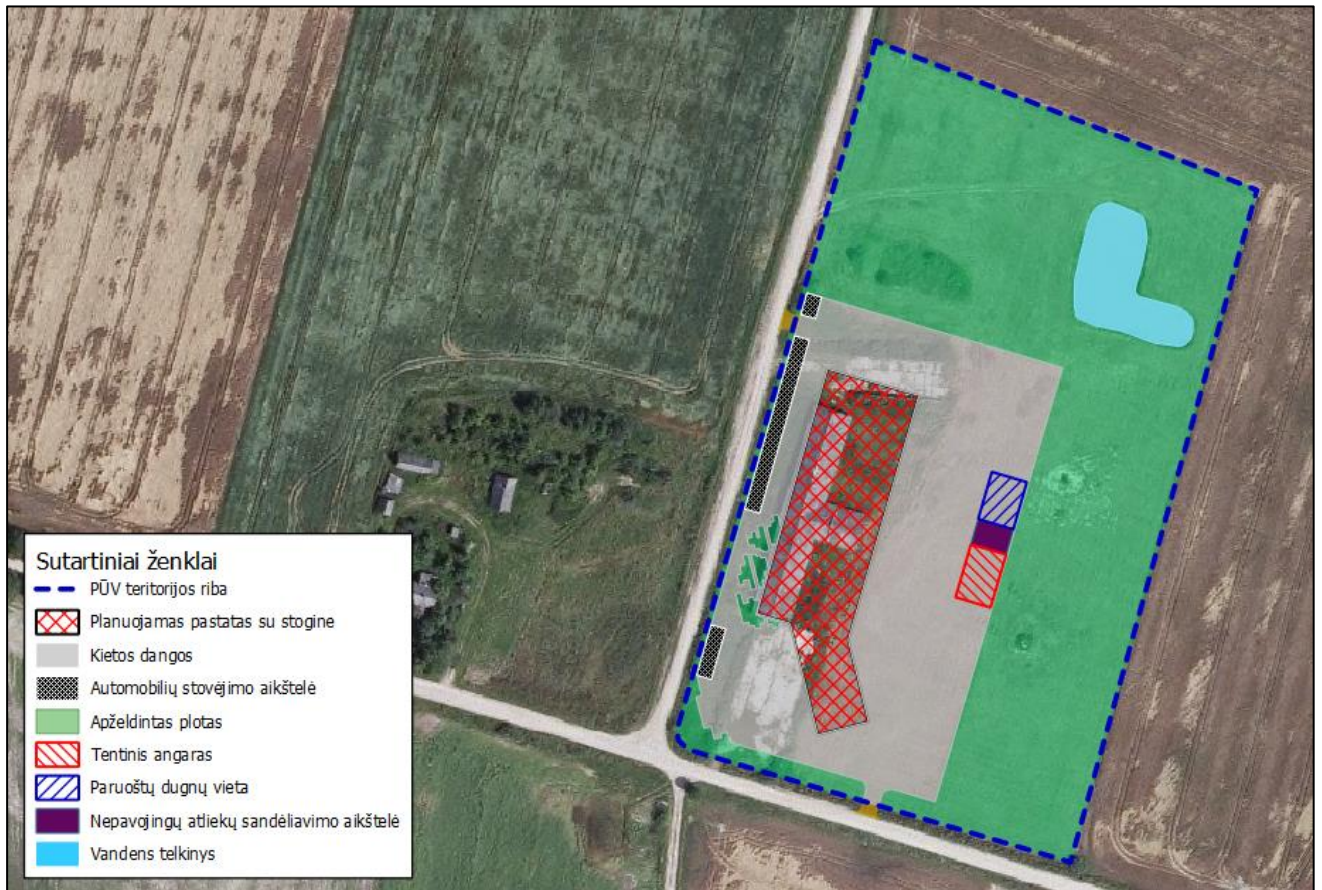 Sutartiniai ženklai
PŪV teritorijos riba
Planuojamas pastatas su stogine
Kietos dangos
Automobilių stovėjimo aikštelė
Apželdintas plotas
Tentinis angaras
Paruoštų dugnų vieta
Nepavojingų atliekų sandėliavimo aikštelė
Vandens telkinys